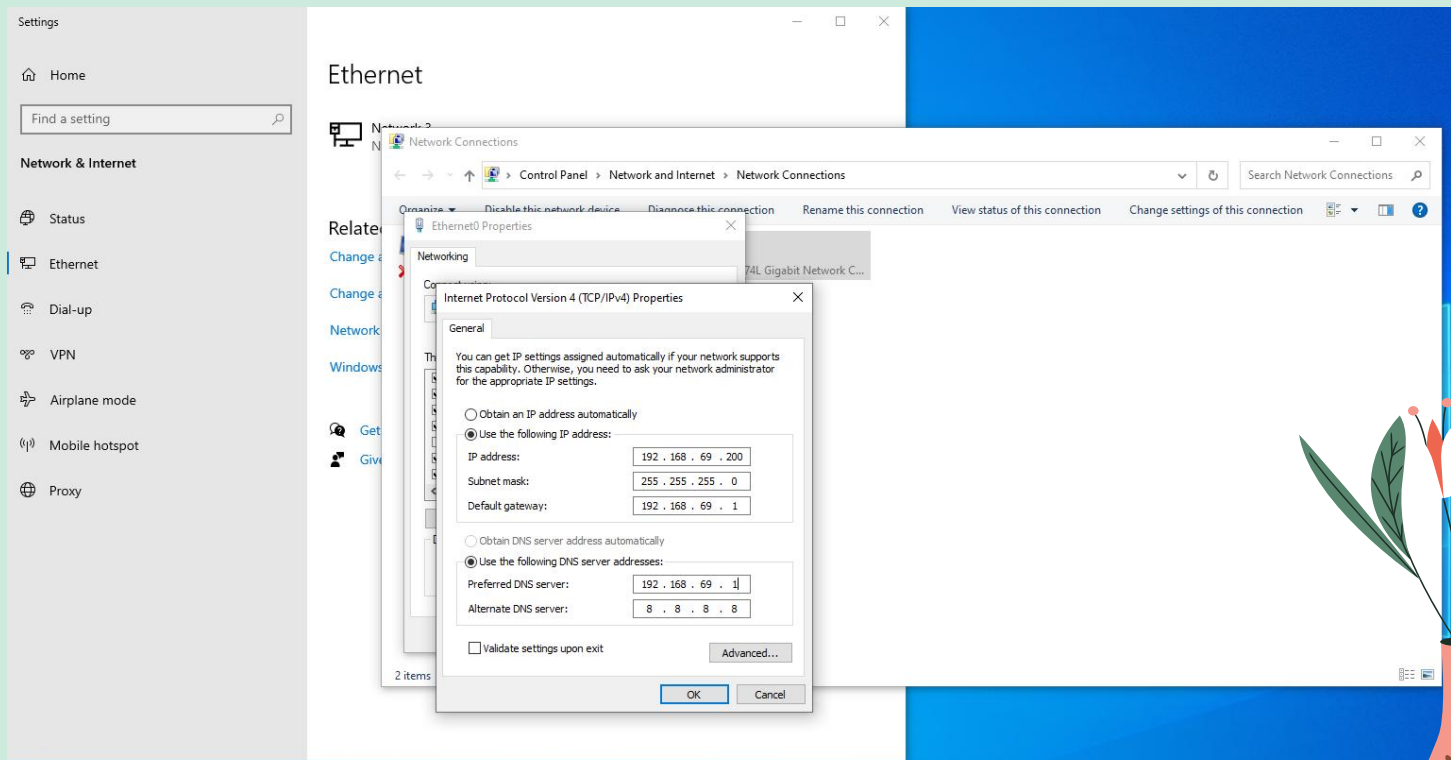 Settings
Home
Find a setting
Network & Internet
Status
Ethernet
Dial-up
VPN
Airplane mode
Mobile hotspot
Proxy
Ethernet
Related
Change a
Change a
Network
Windows
Get
Give
Network Connections
Control Panel > Network and Internet > Network Connections
Search Network Connections
Organize Disable this network device Diagnose this connection Rename this connection View status of this connection Change settings of this connection
74L Gigabit Network C...
2 items
Ethernet0 Properties
Networking
Th
Internet Protocol Version 4 (TCP/IPv4) Properties
General
You can get IP settings assigned automatically if your network supports
this capability. Otherwise, you need to ask your network administrator
for the appropriate IP settings.
Obtain an IP address automatically
Use the following IP address:
IP address: 192 . 168 . 69 . 200
Subnet mask: 255 . 255 . 255 . 0
Default gateway: 192 . 168 . 69 . 1
Obtain DNS server address automatically
Use the following DNS server addresses:
Preferred DNS server: 192 . 168 . 69 . 1
Alternate DNS server: 8 . 8 . 8 . 8
Validate settings upon exit
Advanced...
OK Cancel